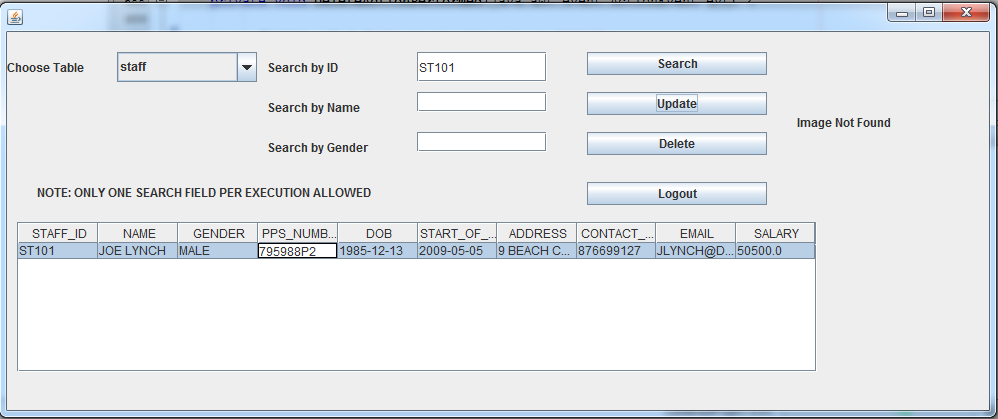 Choose Table staff Search by ID ST101 Search
Search by Name Update
Image Not Found
Search by Gender Delete
NOTE: ONLY ONE SEARCH FIELD PER EXECUTION ALLOWED Logout
STAFF_ID NAME GENDER PPS_NUMB... DOB START_OF_... ADDRESS CONTACT_... EMAIL SALARY
ST101 JOE LYNCH MALE 795988P2 1985-12-13 2009-05-05 9 BEACH C... 876699127 JLYNCH@D... 50500.0